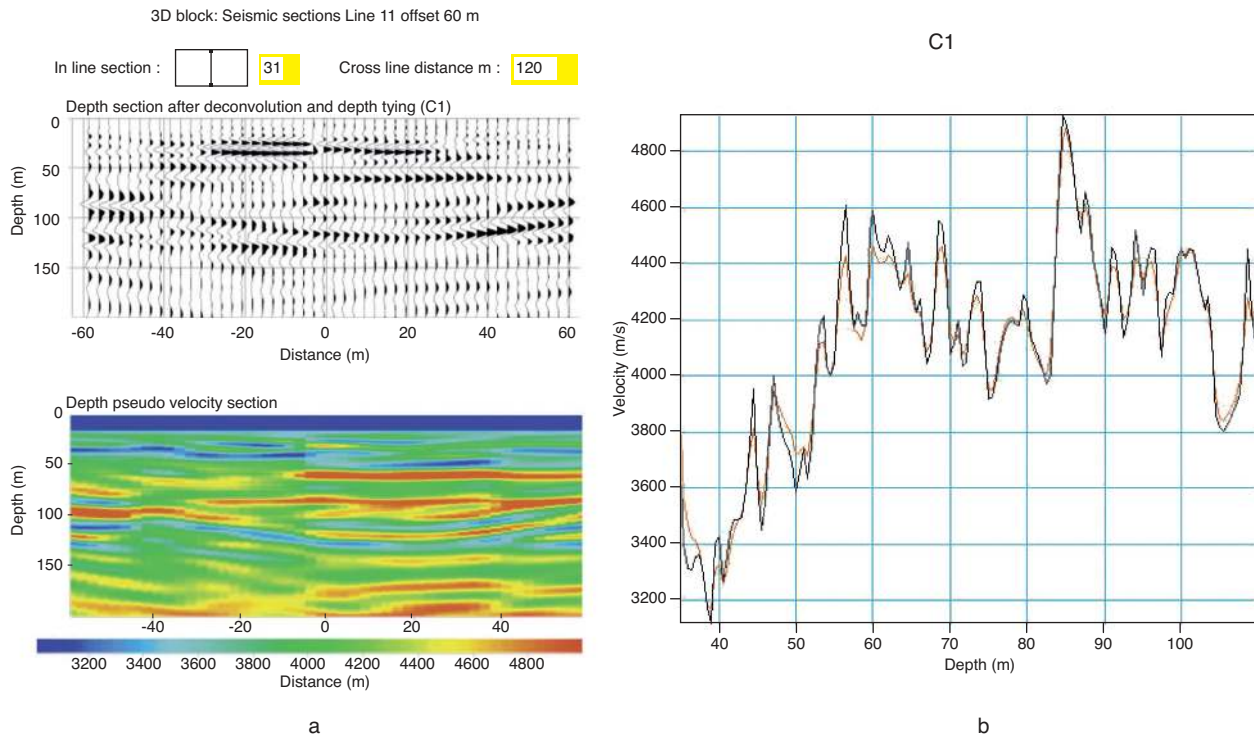 3D block: Seismic sections Line 11 offset 60 m
In line section : 31 Cross line distance m : 120
Depth section after deconvolution and depth tying (C1)
0
50
100
150
Depth (m)
-60 -40 -20 0 20 40 60
Distance (m)
Depth pseudo velocity section
0
50
100
150
Depth (m)
-40 -20 0 20 40
3200 3400 3600 3800 4000 4200 4400 4600 4800
Distance (m)
a
C1
4800
4600
4400
4200
4000
3800
3600
3400
3200
Velocity (m/s)
40 50 60 70 80 90 100
Depth (m)
b